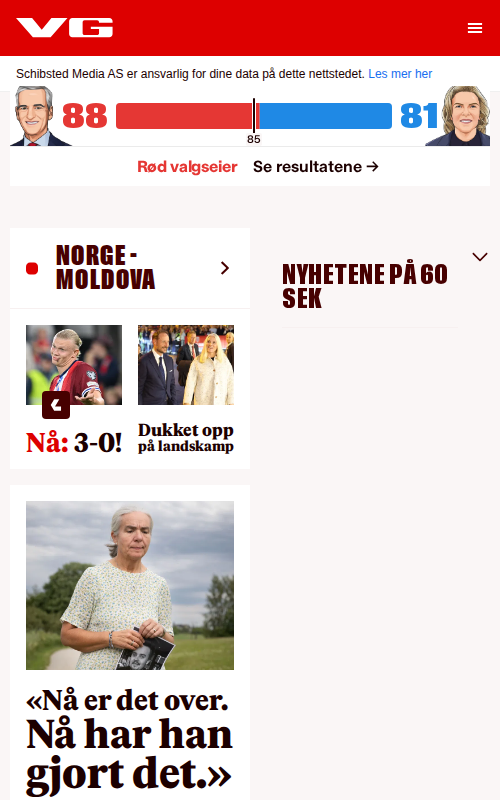 VG
Schibsted Media AS er ansvarlig for dine data på dette nettstedet. Les mer her
88
81
85
Rød valgseier Se resultatene →
NORGE -
MOLDOVA
NYHETENE PÅ 60
SEK
Nå: 3-0!
Dukket opp
på landskamp
«Nå er det over.
Nå har han
gjort det.»